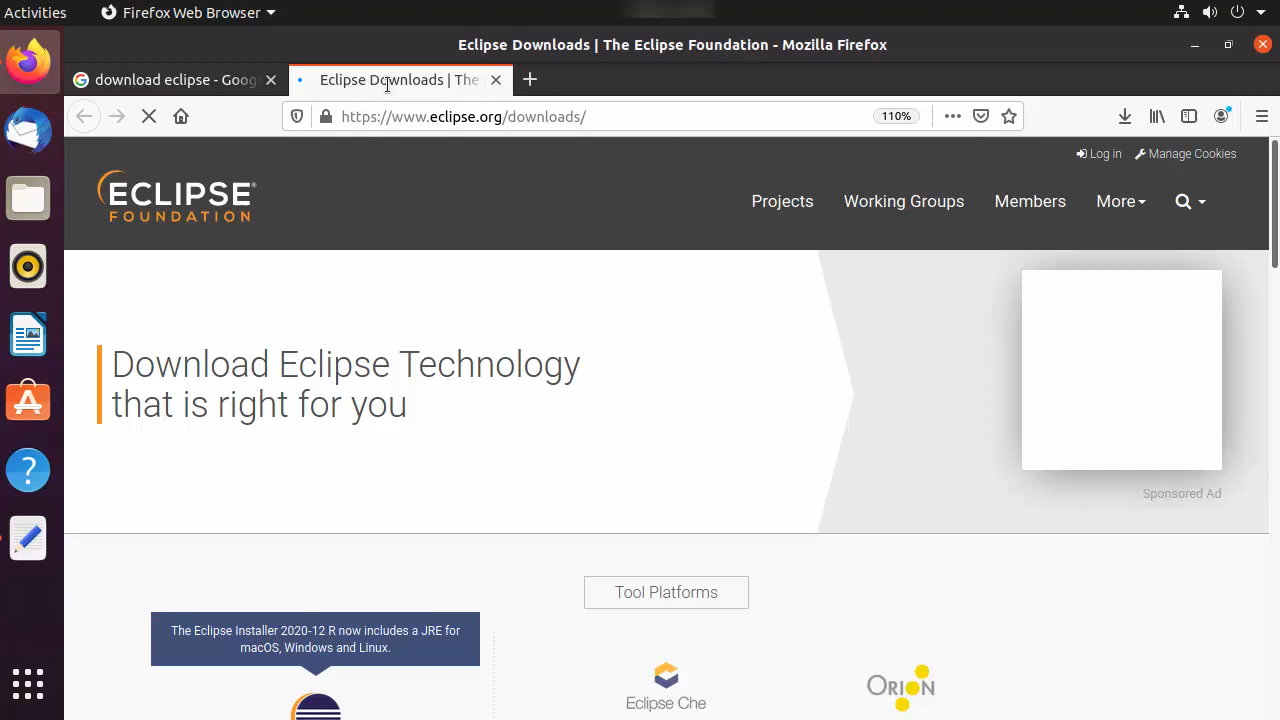 Activities
Firefox Web Browser
Eclipse Downloads | The Eclipse Foundation - Mozilla Firefox
download eclipse - Goog
Eclipse Downloads | The
https://www.eclipse.org/downloads/
110%
Log in
Manage Cookies
ECLIPSE®
FOUNDATION
Projects
Working Groups
Members
More
Download Eclipse Technology
that is right for you
Sponsored Ad
Tool Platforms
The Eclipse Installer 2020-12 R now includes a JRE for
macOS, Windows and Linux.
Eclipse Che
ORION